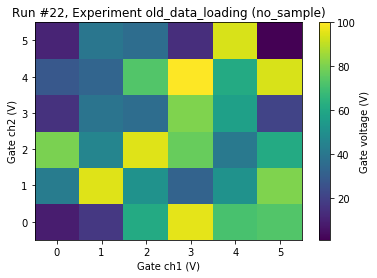 Run #22, Experiment old_data_loading (no_sample)
5
4
3
2
1
0
Gate ch2 (V)
0 1 2 3 4 5
Gate ch1 (V)
100
80
60
40
20
Gate voltage (V)